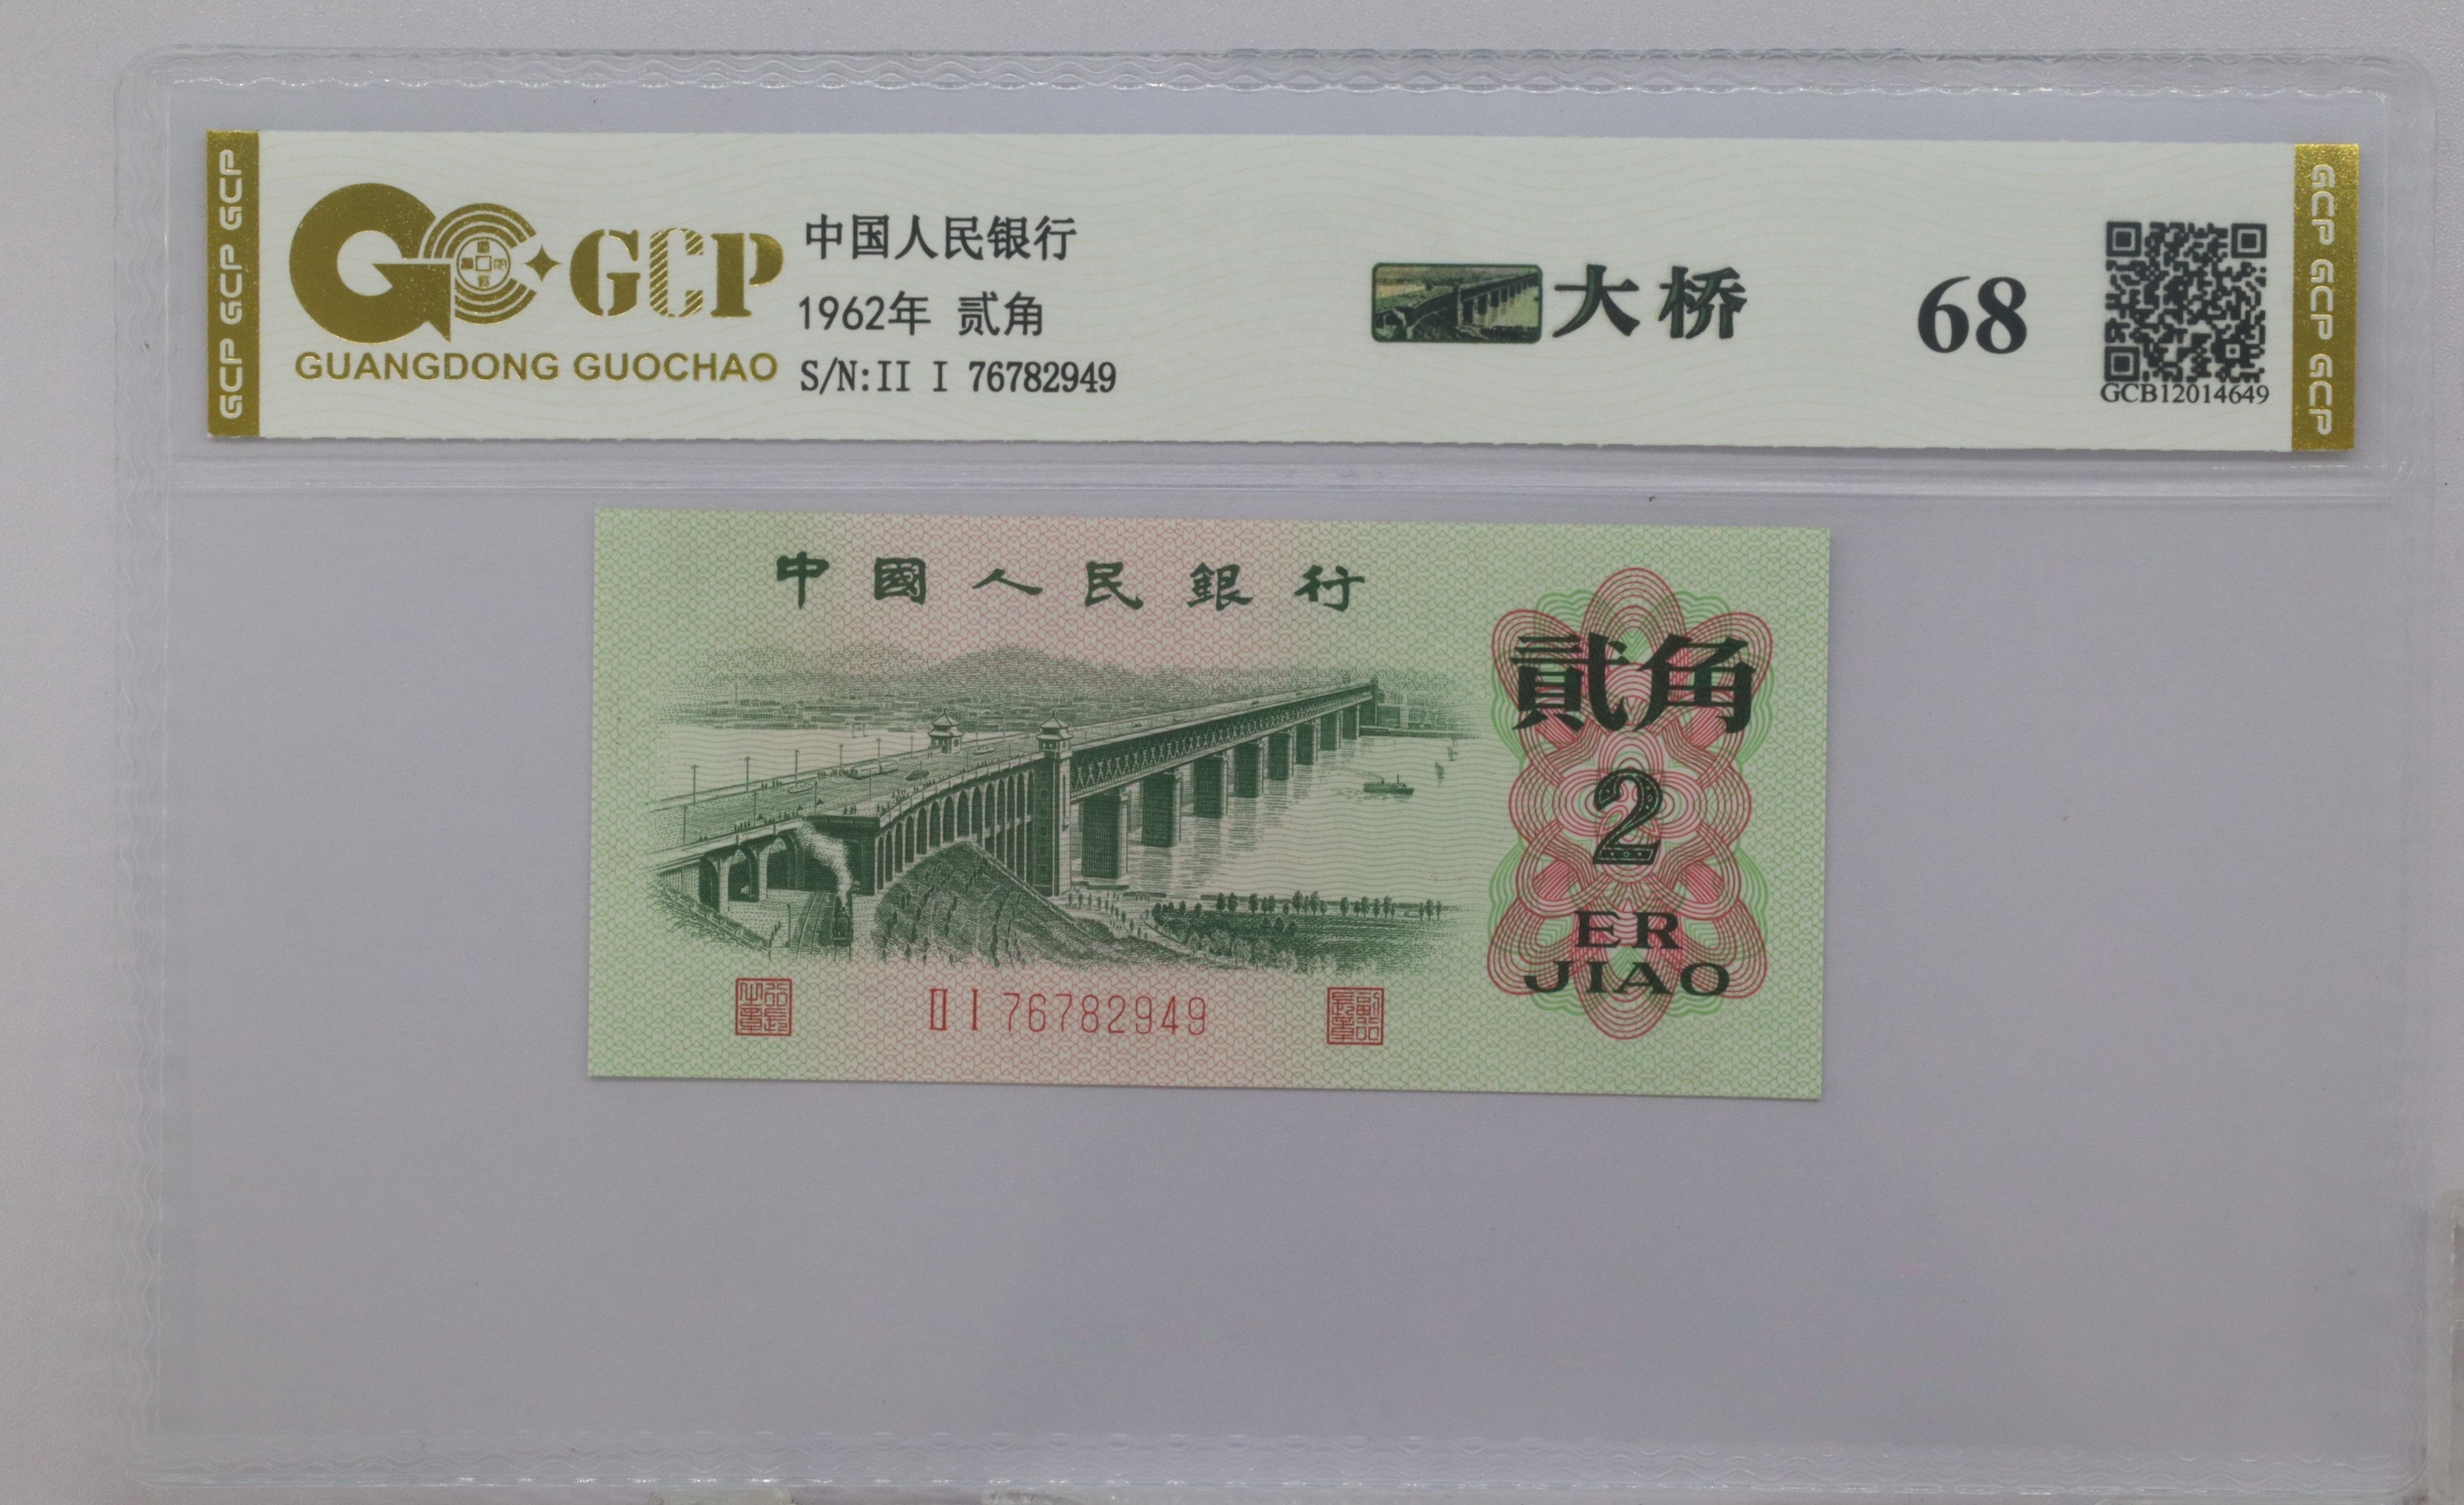 GCP GCP GCP
GCP
GUANGDONG GUOCHAO
中国人民银行
1962年 贰角
S/N:II I 76782949
大桥
68
GCB12014649
GCP GCP GCP
中國人民銀行
貳角
2
ER
JIAO
II I 76782949